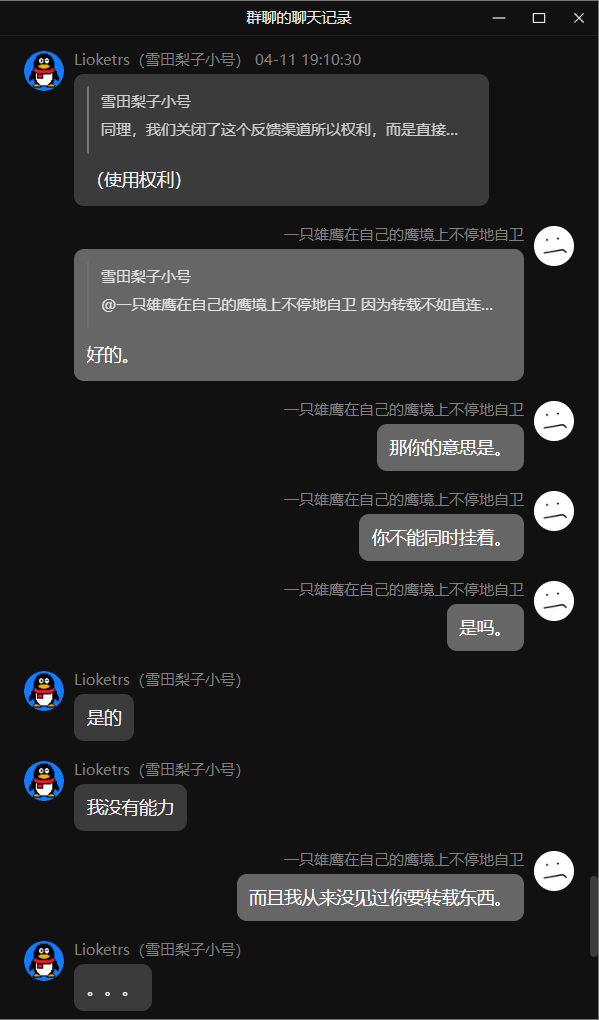 群聊的聊天记录
Lioketrs（雪田梨子小号） 04-11 19:10:30
雪田梨子小号
同理，我们关闭了这个反馈渠道所以权利，而是直接...
（使用权利）
一只雄鹰在自己的鹰境上不停地自卫
雪田梨子小号
@一只雄鹰在自己的鹰境上不停地自卫 因为转载不如直连...
好的。
一只雄鹰在自己的鹰境上不停地自卫
那你的意思是。
一只雄鹰在自己的鹰境上不停地自卫
你不能同时挂着。
一只雄鹰在自己的鹰境上不停地自卫
是吗。
Lioketrs（雪田梨子小号）
是的
Lioketrs（雪田梨子小号）
我没有能力
一只雄鹰在自己的鹰境上不停地自卫
而且我从来没见过你要转载东西。
Lioketrs（雪田梨子小号）
。。。